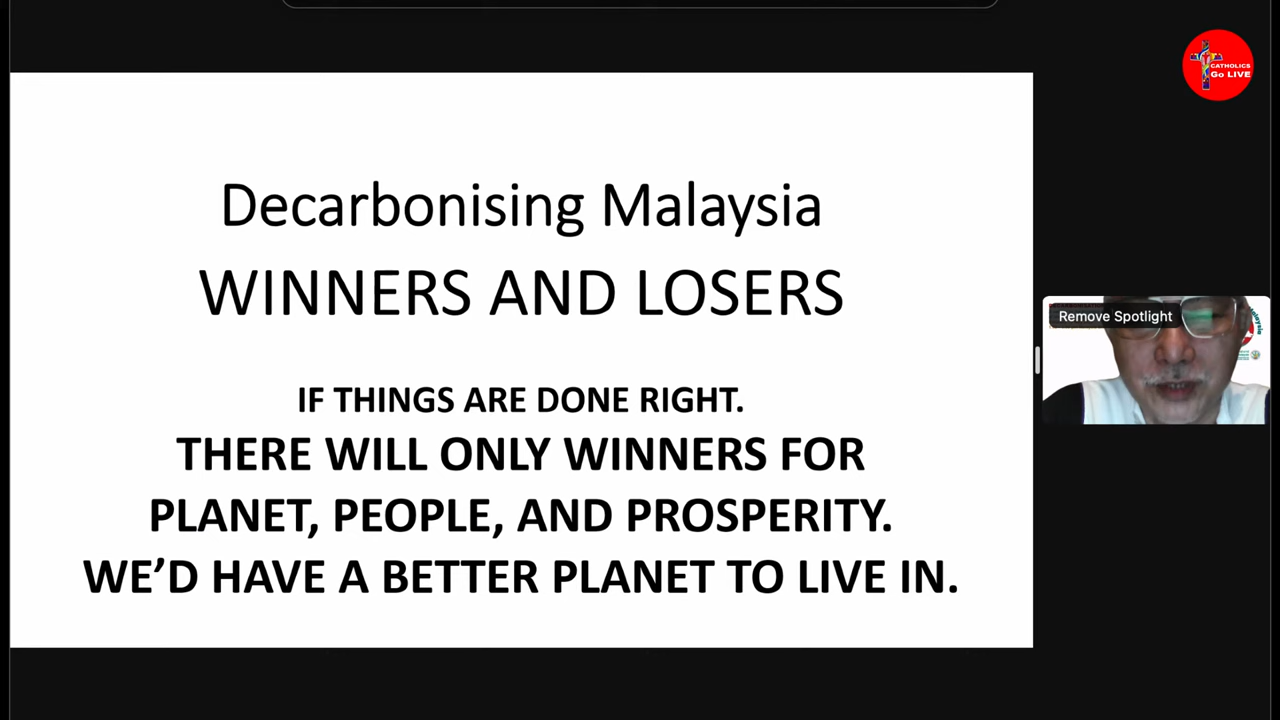 CATHOLICS
Go LIVE
Decarbonising Malaysia
WINNERS AND LOSERS
IF THINGS ARE DONE RIGHT.
THERE WILL ONLY WINNERS FOR
PLANET, PEOPLE, AND PROSPERITY.
WE’D HAVE A BETTER PLANET TO LIVE IN.
Remove Spotlight